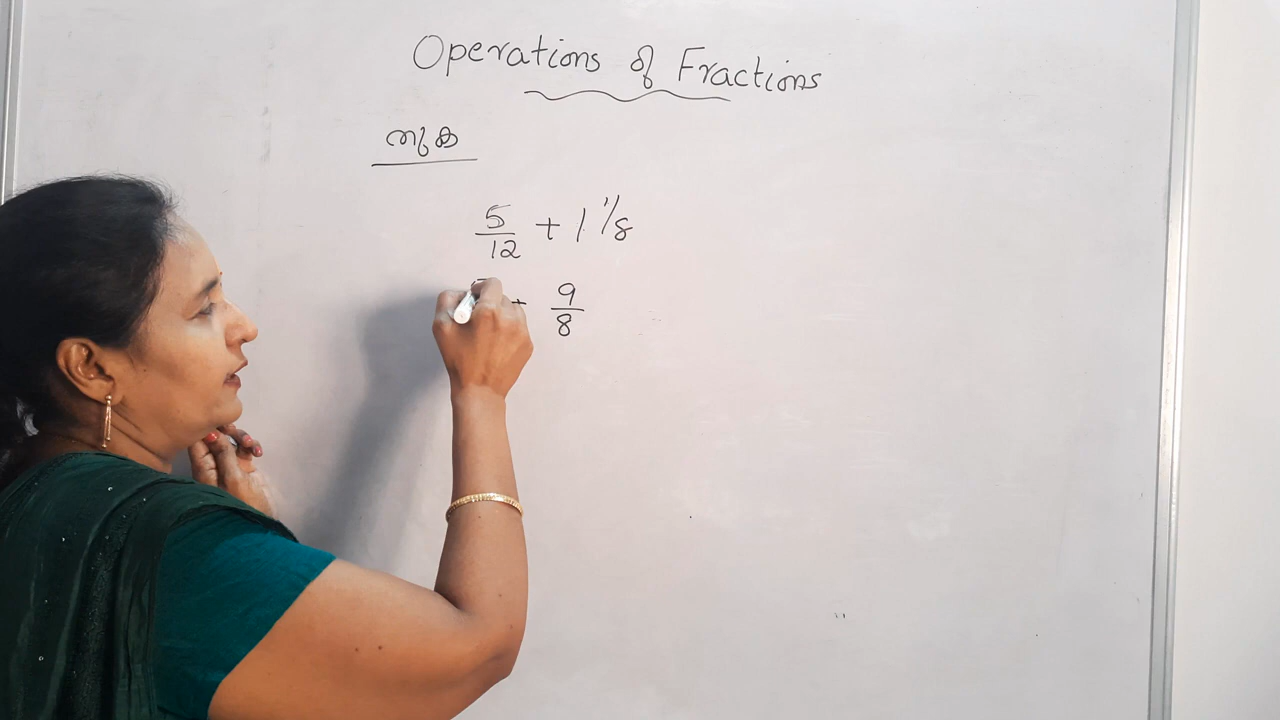 Operations of Fractions
തുക
5/12 + 1 1/8
+ 9/8